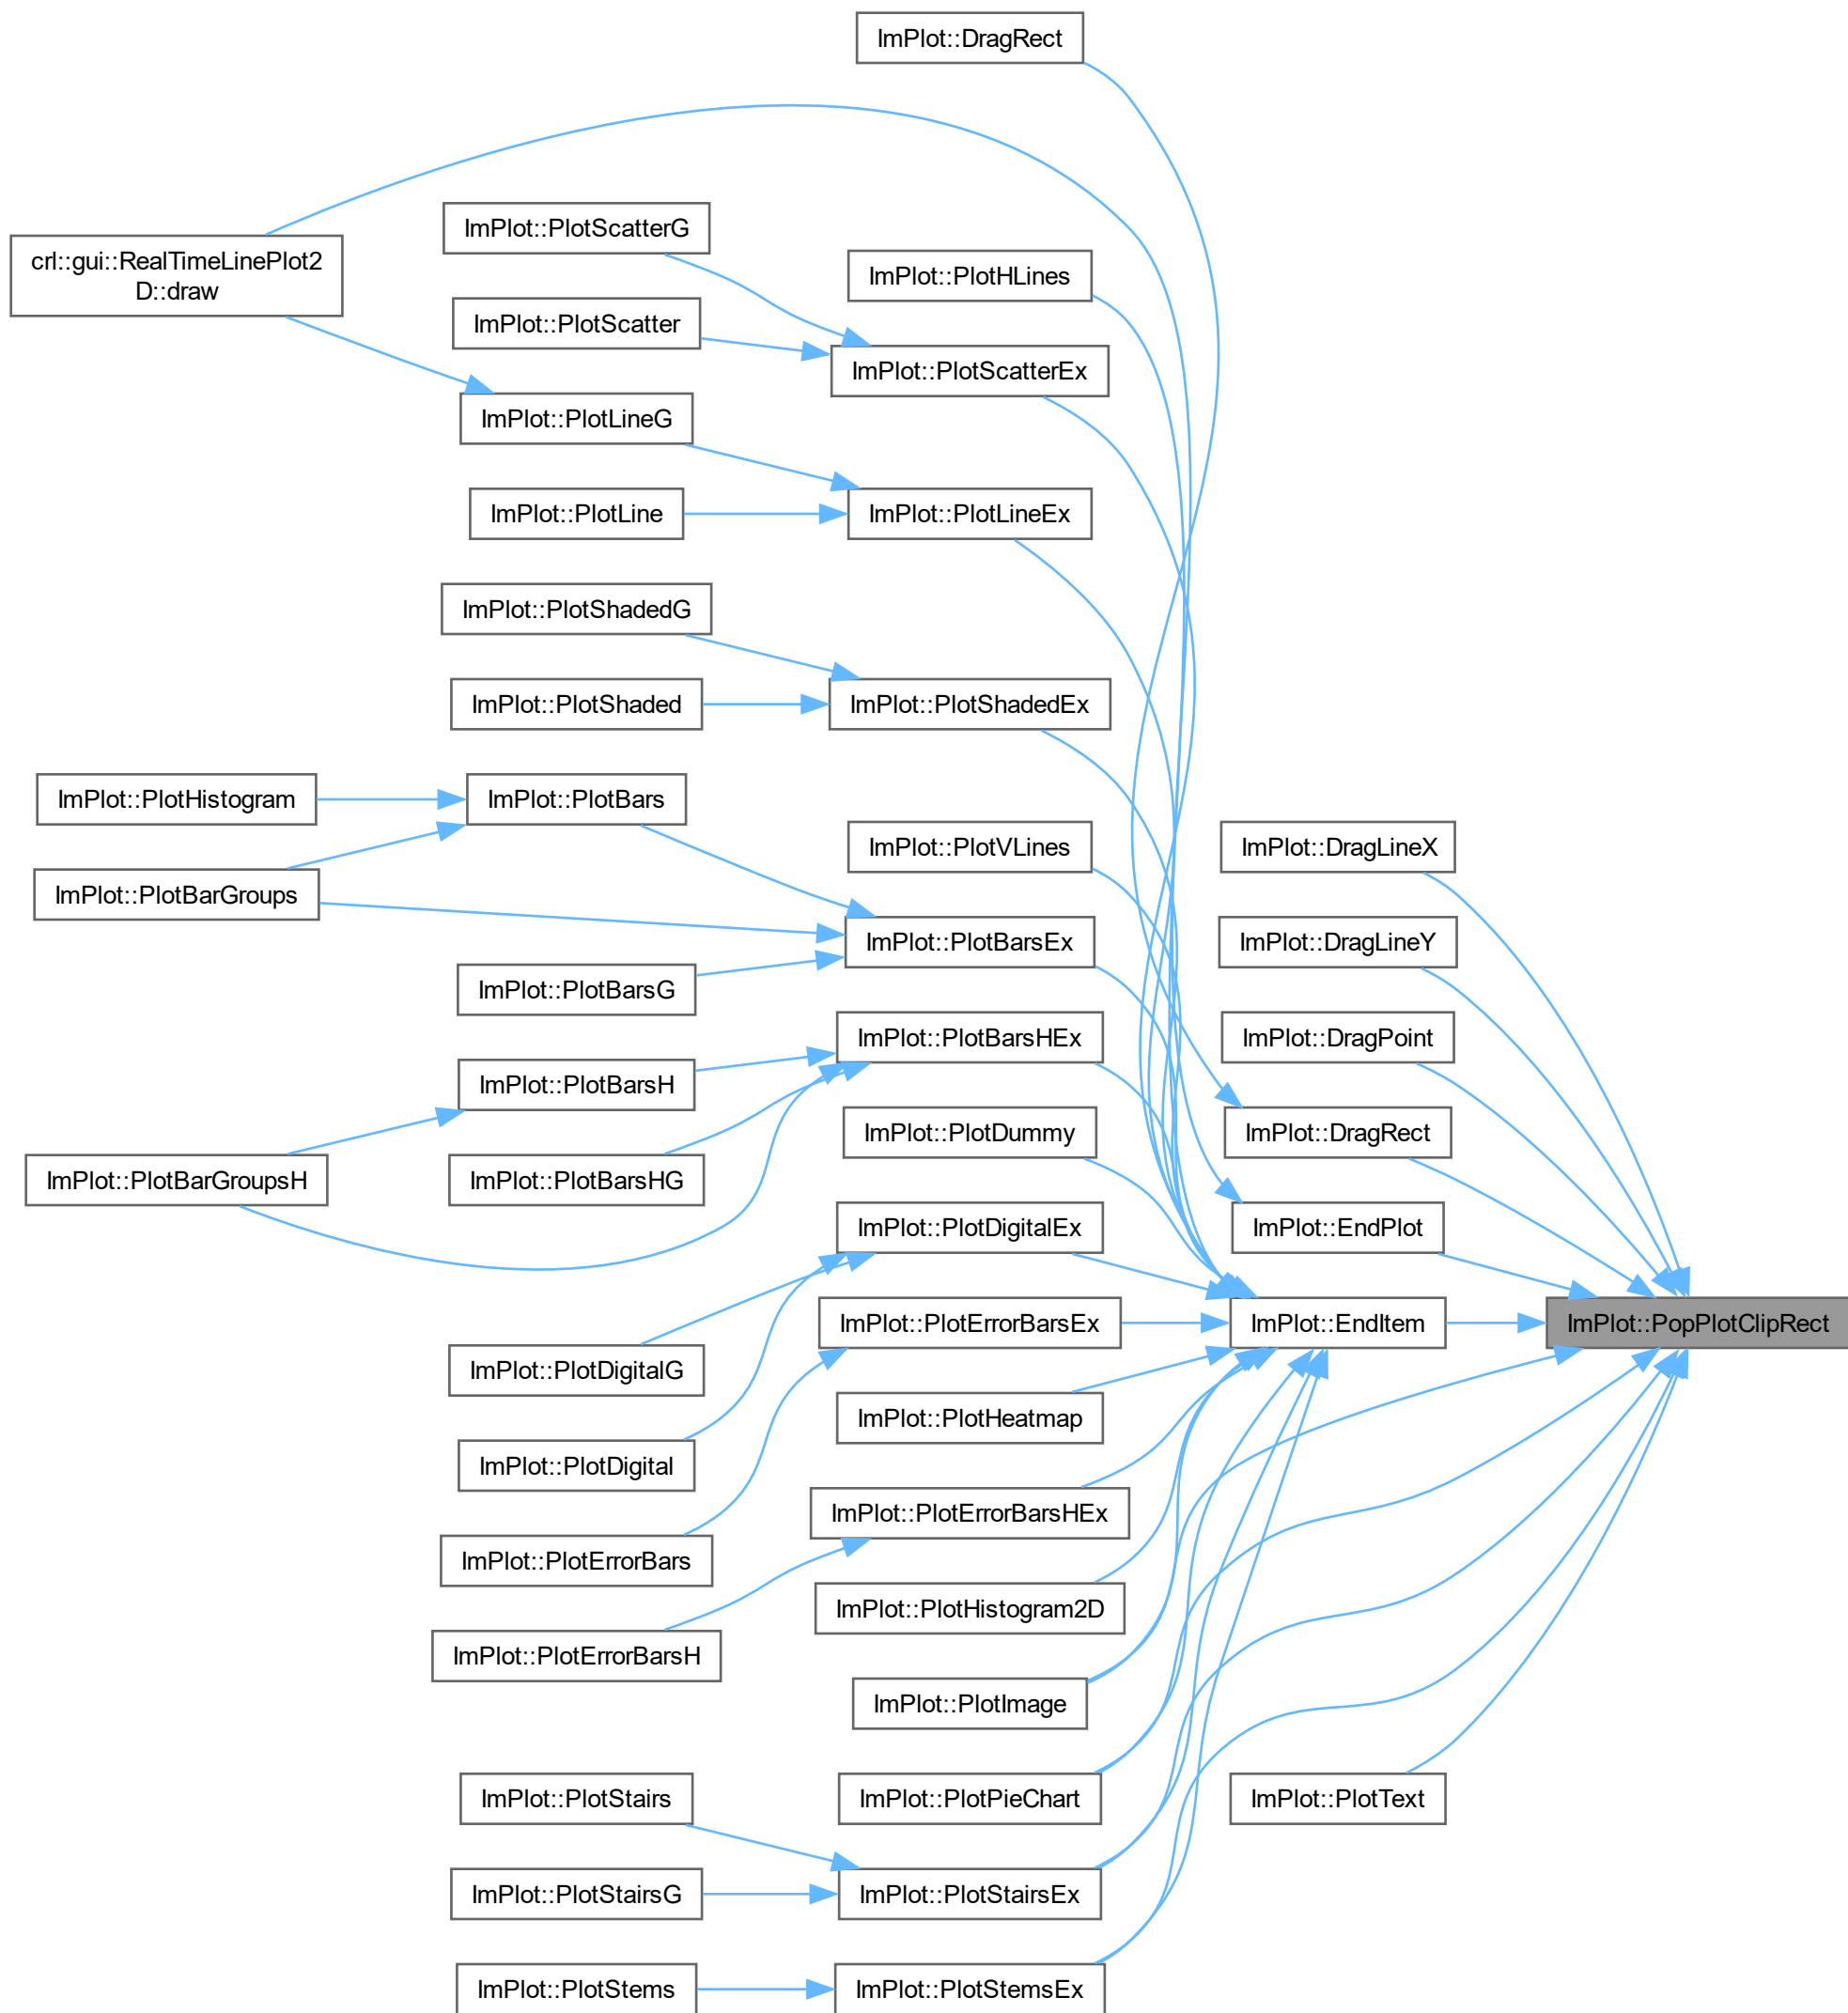 ImPlot::DragRect
ImPlot::PlotScatterG
crl::gui::RealTimeLinePlot2
D::draw
ImPlot::PlotHLines
ImPlot::PlotScatter
ImPlot::PlotScatterEx
ImPlot::PlotLineG
ImPlot::PlotLine
ImPlot::PlotLineEx
ImPlot::PlotShadedG
ImPlot::PlotShaded
ImPlot::PlotShadedEx
ImPlot::PlotHistogram
ImPlot::PlotBars
ImPlot::PlotVLines
ImPlot::DragLineX
ImPlot::PlotBarGroups
ImPlot::PlotBarsEx
ImPlot::DragLineY
ImPlot::PlotBarsG
ImPlot::PlotBarsHEx
ImPlot::DragPoint
ImPlot::PlotBarsH
ImPlot::PlotDummy
ImPlot::DragRect
ImPlot::PlotBarGroupsH
ImPlot::PlotBarsHG
ImPlot::PlotDigitalEx
ImPlot::EndPlot
ImPlot::PlotErrorBarsEx
ImPlot::EndItem
ImPlot::PopPlotClipRect
ImPlot::PlotDigitalG
ImPlot::PlotHeatmap
ImPlot::PlotDigital
ImPlot::PlotErrorBarsHEx
ImPlot::PlotErrorBars
ImPlot::PlotHistogram2D
ImPlot::PlotErrorBarsH
ImPlot::PlotImage
ImPlot::PlotStairs
ImPlot::PlotPieChart
ImPlot::PlotText
ImPlot::PlotStairsG
ImPlot::PlotStairsEx
ImPlot::PlotStems
ImPlot::PlotStemsEx